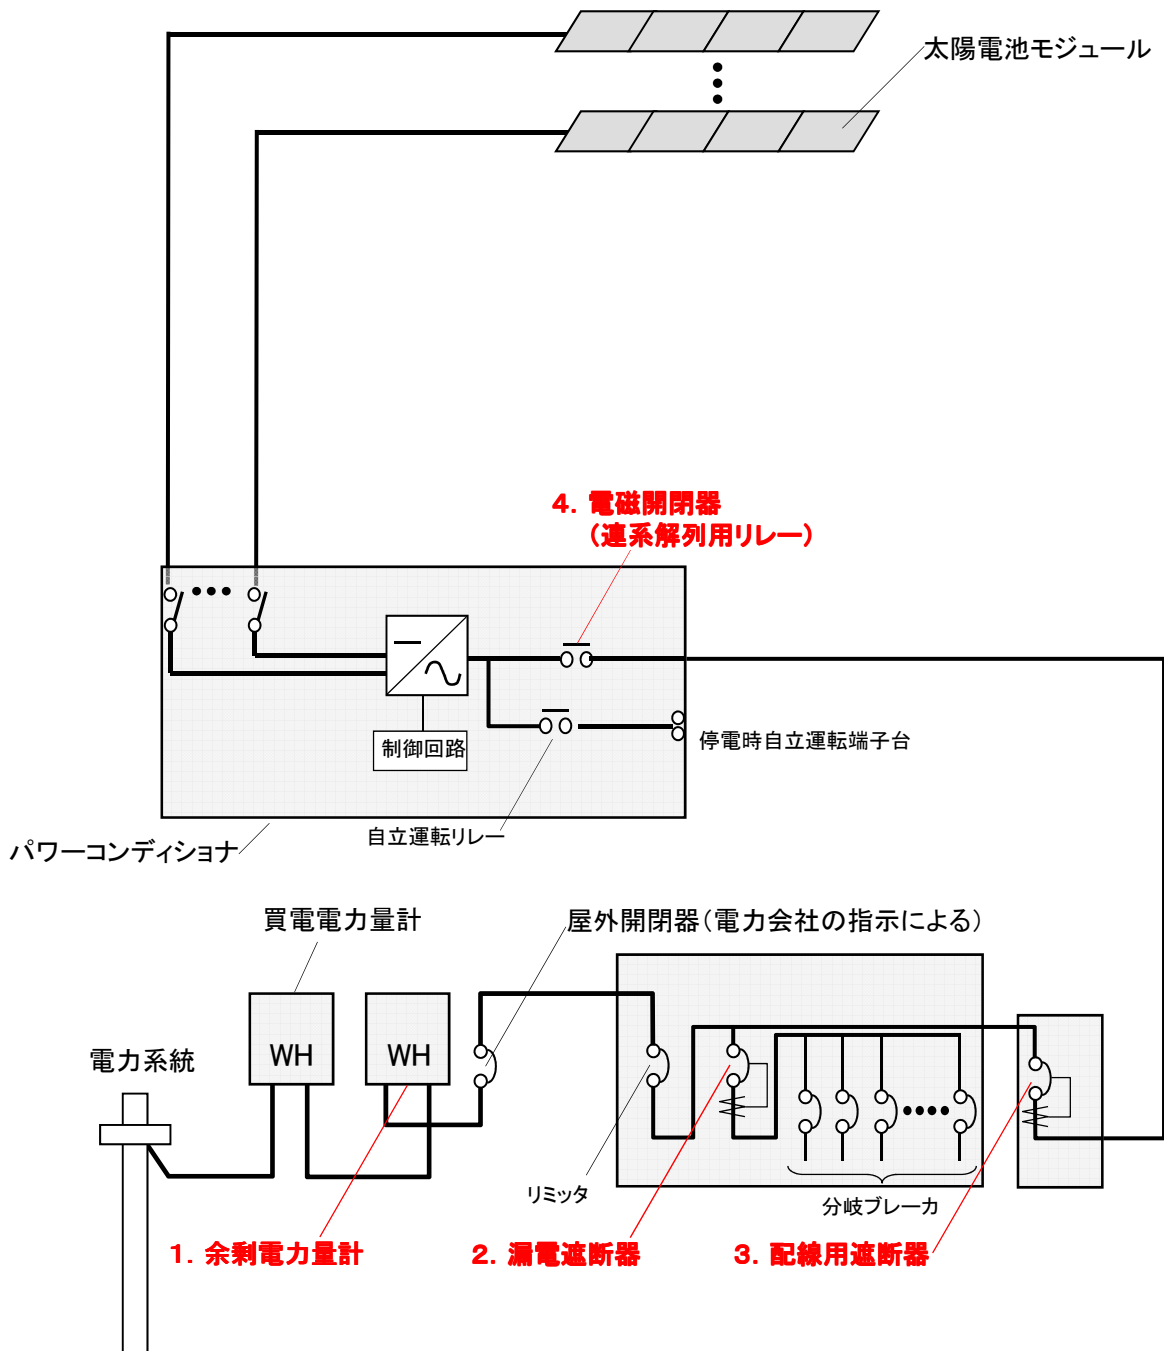 太陽電池モジュール
4. 電磁開閉器
(連系解列用リレー)
制御回路
停電時自立運転端子台
自立運転リレー
パワーコンディショナ
買電電力量計
屋外開閉器(電力会社の指示による)
WH
WH
電力系統
リミッタ
分岐ブレーカ
1. 余剰電力量計
2. 漏電遮断器
3. 配線用遮断器